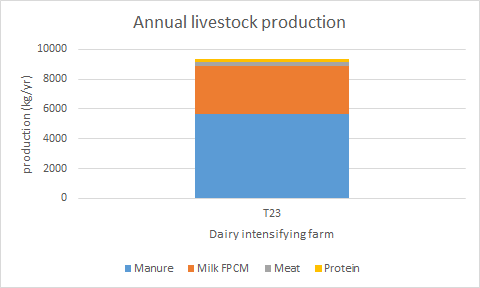 Annual livestock production
10000
8000
6000
4000
2000
0
production (kg/yr)
T23
Dairy intensifying farm
Manure Milk FPCM Meat Protein